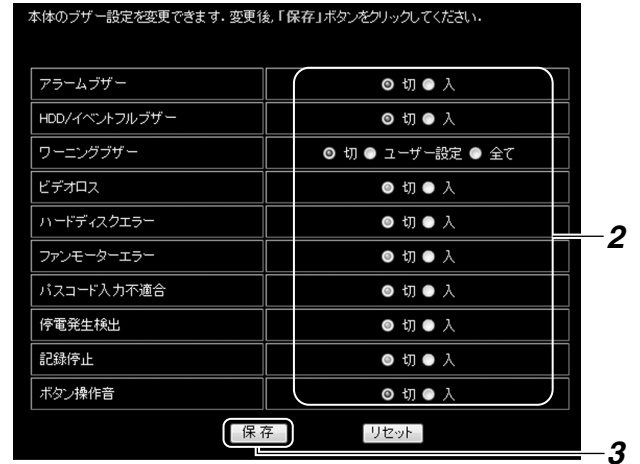 本体のブザー設定を変更できます．変更後，「保存」ボタンをクリックしてください．
アラームブザー 切 入
HDD/イベントフルブザー 切 入
ワーニングブザー 切 ユーザー設定 全て
ビデオロス 切 入
ハードディスクエラー 切 入
ファンモーターエラー 切 入
パスコード入力不適合 切 入
停電発生検出 切 入
記録停止 切 入
ボタン操作音 切 入
2
保存 リセット
3